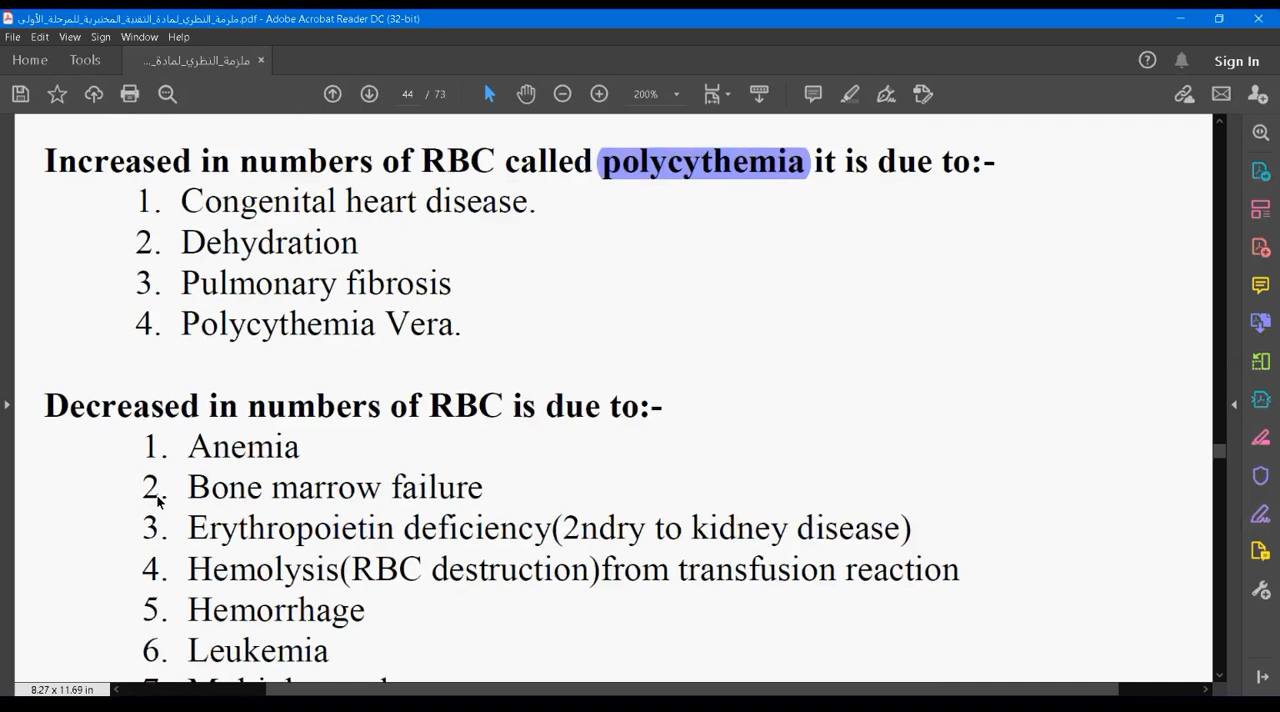 ملزمة_النظري_لمادة_التقنية_المختبرية_للمرحلة_الأولى.pdf - Adobe Acrobat Reader DC (32-bit)
File Edit View Sign Window Help
Home Tools ملزمة_النظري_لمادة_... × Sign In
44 / 73 200%
Increased in numbers of RBC called polycythemia it is due to:-
1. Congenital heart disease.
2. Dehydration
3. Pulmonary fibrosis
4. Polycythemia Vera.
Decreased in numbers of RBC is due to:-
1. Anemia
2. Bone marrow failure
3. Erythropoietin deficiency(2ndry to kidney disease)
4. Hemolysis(RBC destruction)from transfusion reaction
5. Hemorrhage
6. Leukemia
8.27 x 11.69 in